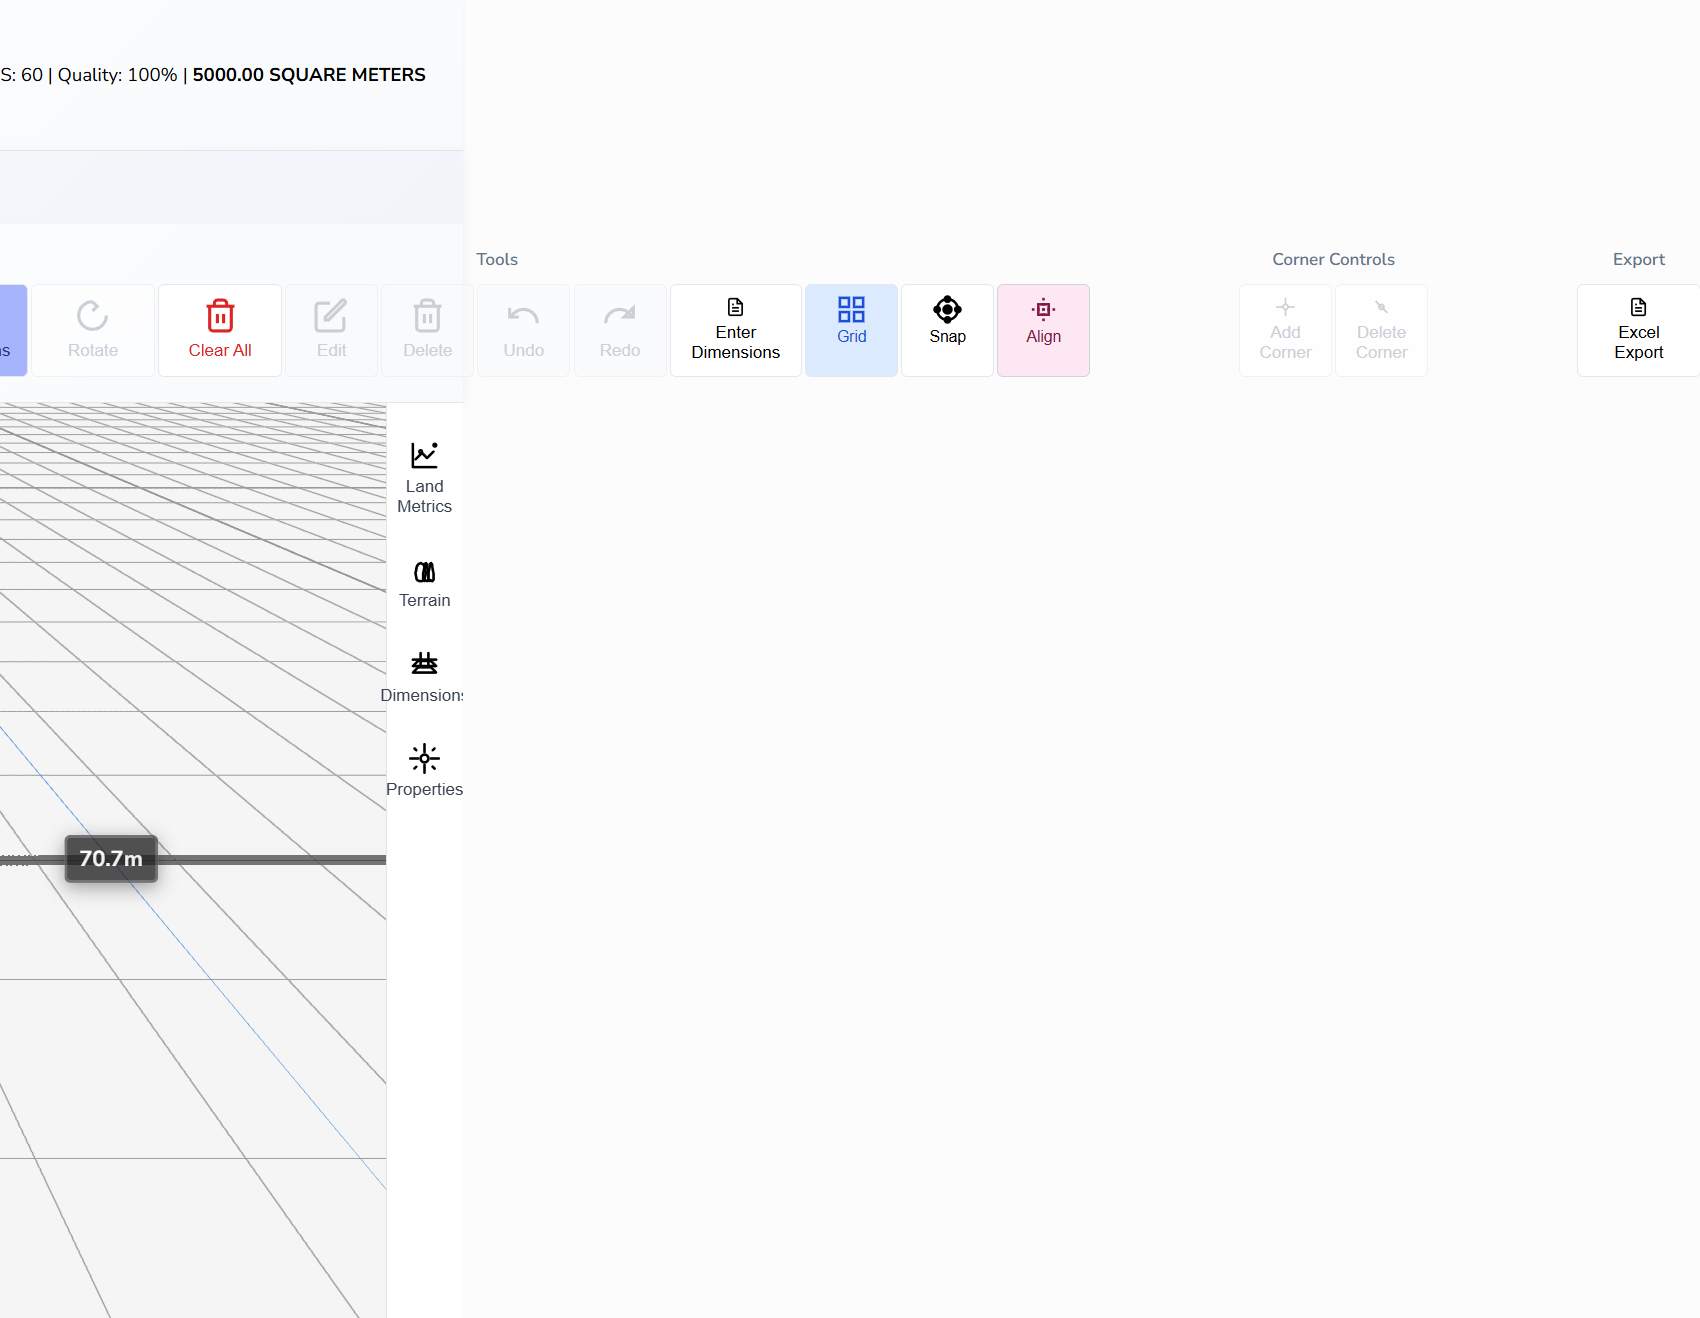 S: 60 | Quality: 100% | 5000.00 SQUARE METERS
Tools
Corner Controls
Export
s
Rotate
Clear All
Edit
Delete
Undo
Redo
Enter
Dimensions
Grid
Snap
Align
Add
Corner
Delete
Corner
Excel
Export
Land
Metrics
Terrain
Dimensions
Properties
70.7m